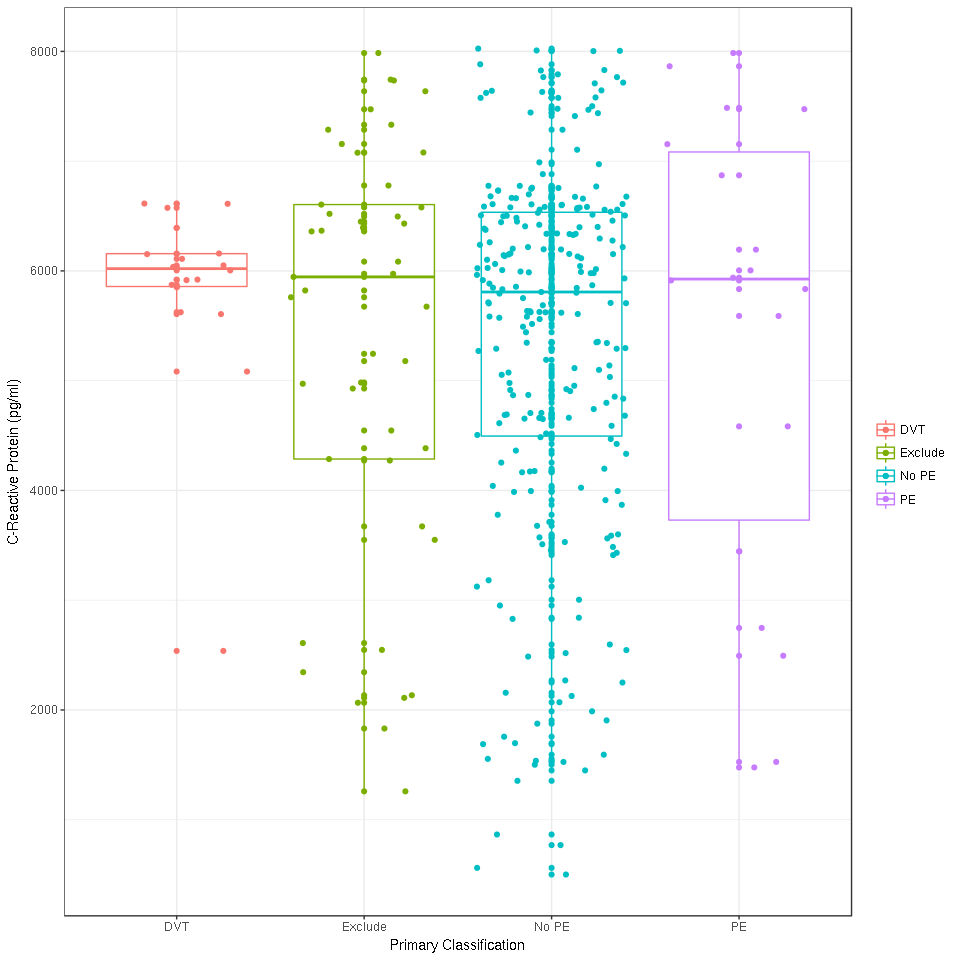 8000
6000
4000
2000
C-Reactive Protein (pg/ml)
DVT
Exclude
No PE
PE
Primary Classification
DVT
Exclude
No PE
PE